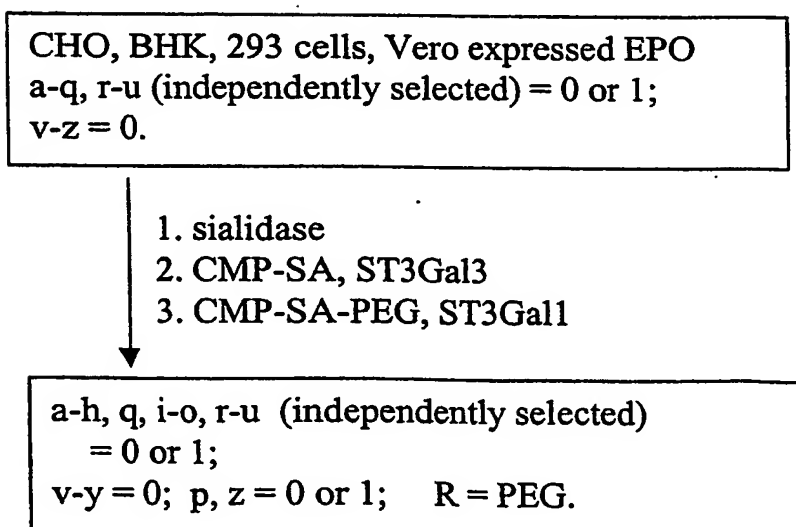 CHO, BHK, 293 cells, Vero expressed EPO
a-q, r-u (independently selected) = 0 or 1;
v-z = 0.
1. sialidase
2. CMP-SA, ST3Gal3
3. CMP-SA-PEG, ST3Gal1
a-h, q, i-o, r-u (independently selected)
= 0 or 1;
v-y = 0; p, z = 0 or 1; R = PEG.